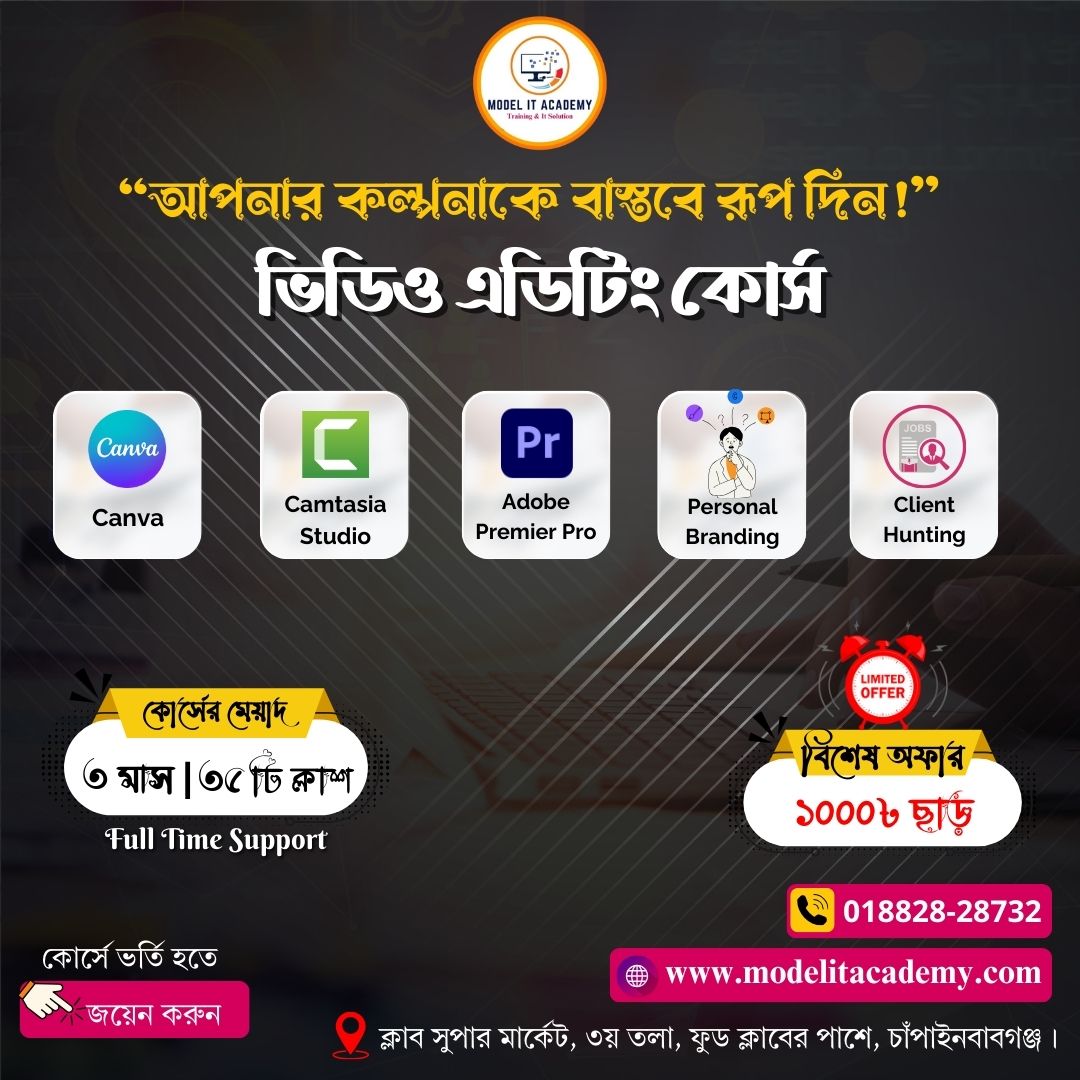 MODEL IT ACADEMY
Training & It Solution
“আপনার কল্পনাকে বাস্তবে রূপ দিন!”
ভিডিও এডিটিং কোর্স
Canva
Canva
Camtasia
Studio
Pr
Adobe
Premier Pro
Personal
Branding
JOBS
Client
Hunting
LIMITED
OFFER
কোর্সের মেয়াদ
৩ মাস | ৩৫ টি ক্লাশ
Full Time Support
বিশেষ অফার
১০০০৳ ছাড়
018828-28732
www.modelitacademy.com
কোর্সে ভর্তি হতে
জয়েন করুন
ক্লাব সুপার মার্কেট, ৩য় তলা, ফুড ক্লাবের পাশে, চাঁপাইনবাবগঞ্জ।